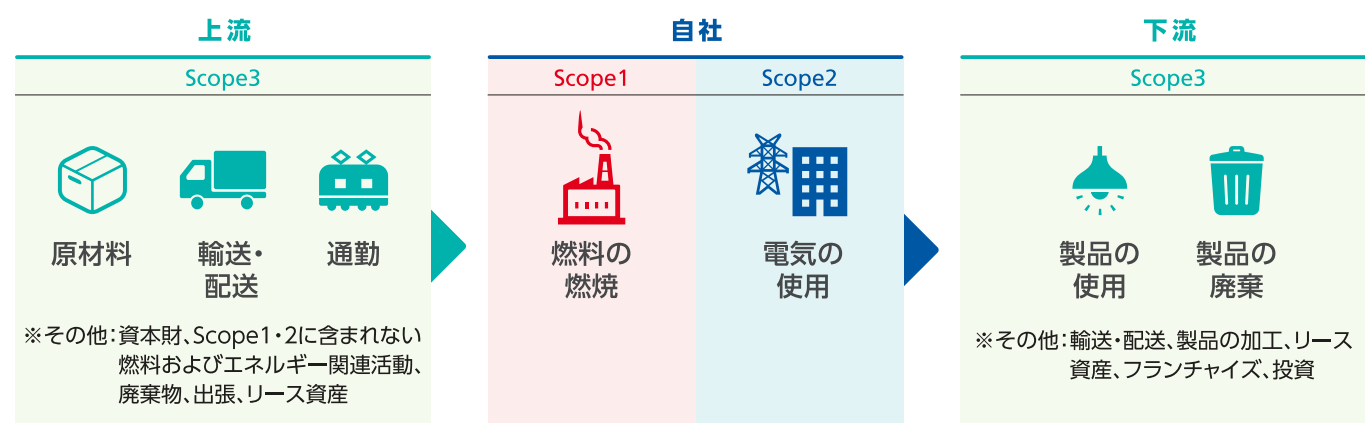 上流
Scope3
原材料
輸送・
配送
通勤
※その他：資本財、Scope1・2に含まれない
燃料およびエネルギー関連活動、
廃棄物、出張、リース資産
自社
Scope1
燃料の
燃焼
Scope2
電気の
使用
下流
Scope3
製品の
使用
製品の
廃棄
※その他：輸送・配送、製品の加工、リース
資産、フランチャイズ、投資